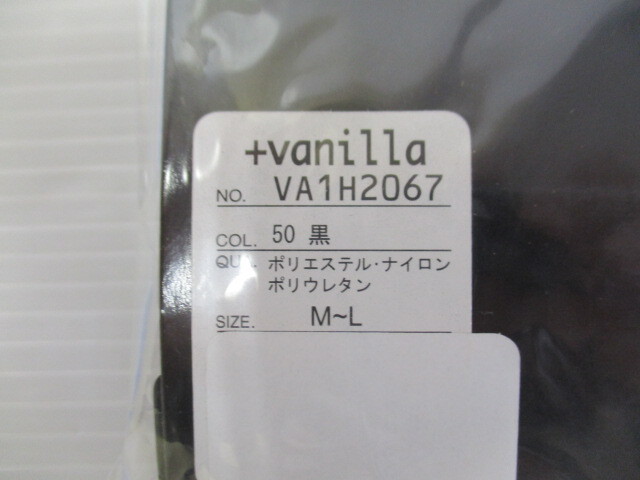 +vanilla
NO. VA1H2067
COL. 50 黒
QU . ポリエステル・ナイロン
ポリウレタン
SIZE. M~L